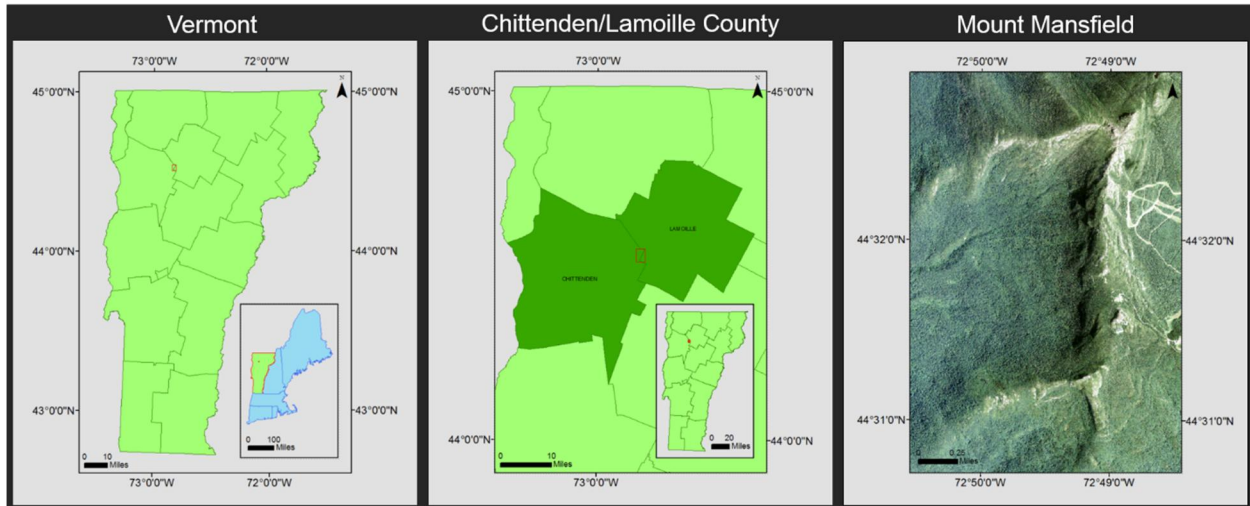 Vermont
73°0'0"W 72°0'0"W
N
45°0'0"N 45°0'0"N
44°0'0"N 44°0'0"N
43°0'0"N 43°0'0"N
0 100
Miles
0 10
Miles
73°0'0"W 72°0'0"W
Chittenden/Lamoille County
73°0'0"W
N
45°0'0"N 45°0'0"N
LAMOILLE
CHITTENDEN
0 20
Miles
44°0'0"N 44°0'0"N
0 10
Miles
73°0'0"W
Mount Mansfield
72°50'0"W 72°49'0"W
44°32'0"N 44°32'0"N
44°31'0"N 44°31'0"N
0 0.25
Miles
72°50'0"W 72°49'0"W